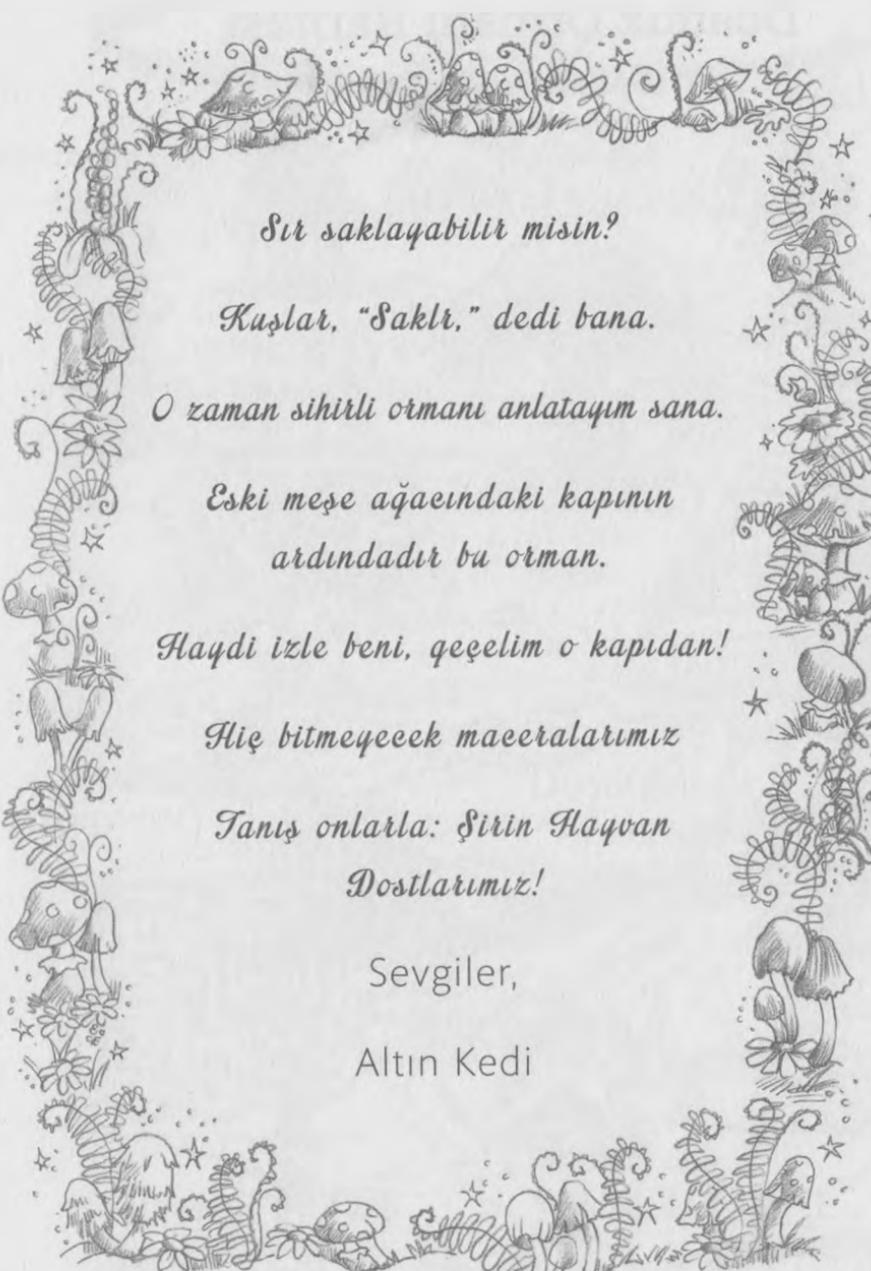 Sır saklayabilir misin?
Kuşlar, “Saklr,” dedi bana.
O zaman sihirli ormanı anlatayım sana.
Eski meşe ağacındaki kapının
ardındadır bu orman.
Haydi izle beni, geçelim o kapıdan!
Hiç bitmeyecek maceralarımız
Tanış onlarla: Şirin Hayvan
Dostlarımız!
Sevgiler,
Altın Kedi